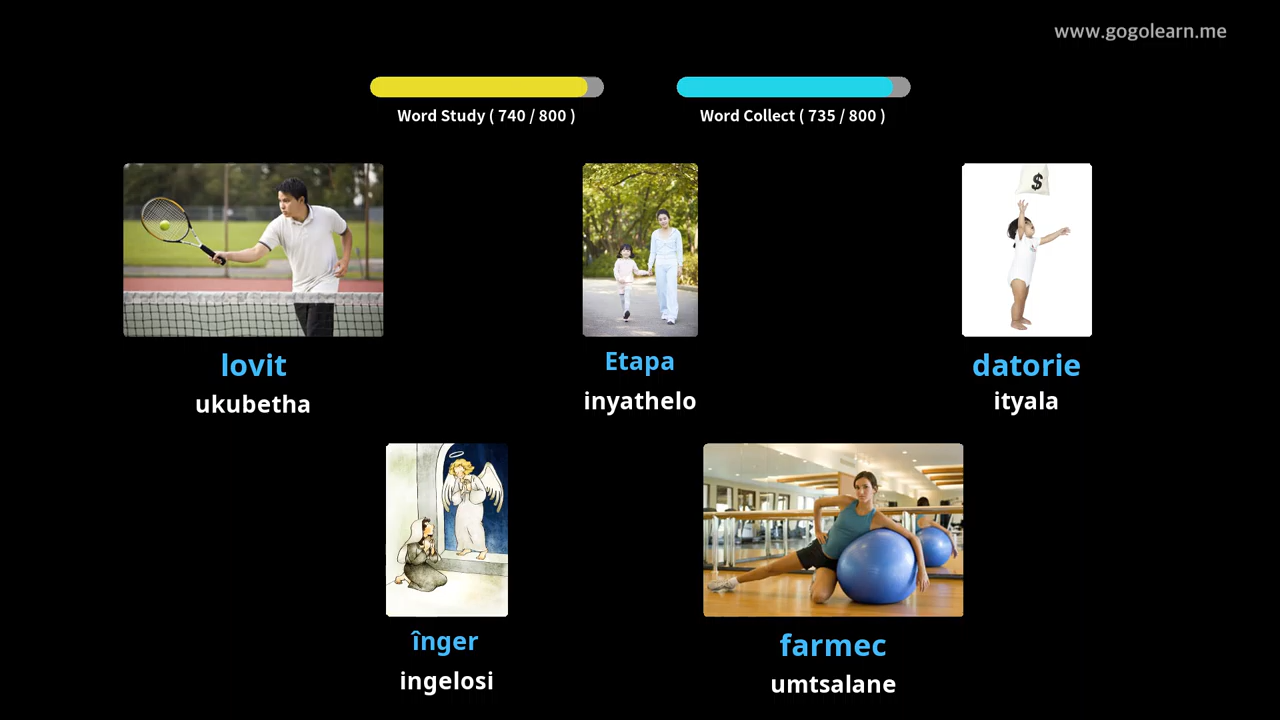 www.gogolearn.me
Word Study ( 740 / 800 )
Word Collect ( 735 / 800 )
lovit
ukubetha
Etapa
inyathelo
$
datorie
ityala
înger
ingelosi
farmec
umtsalane